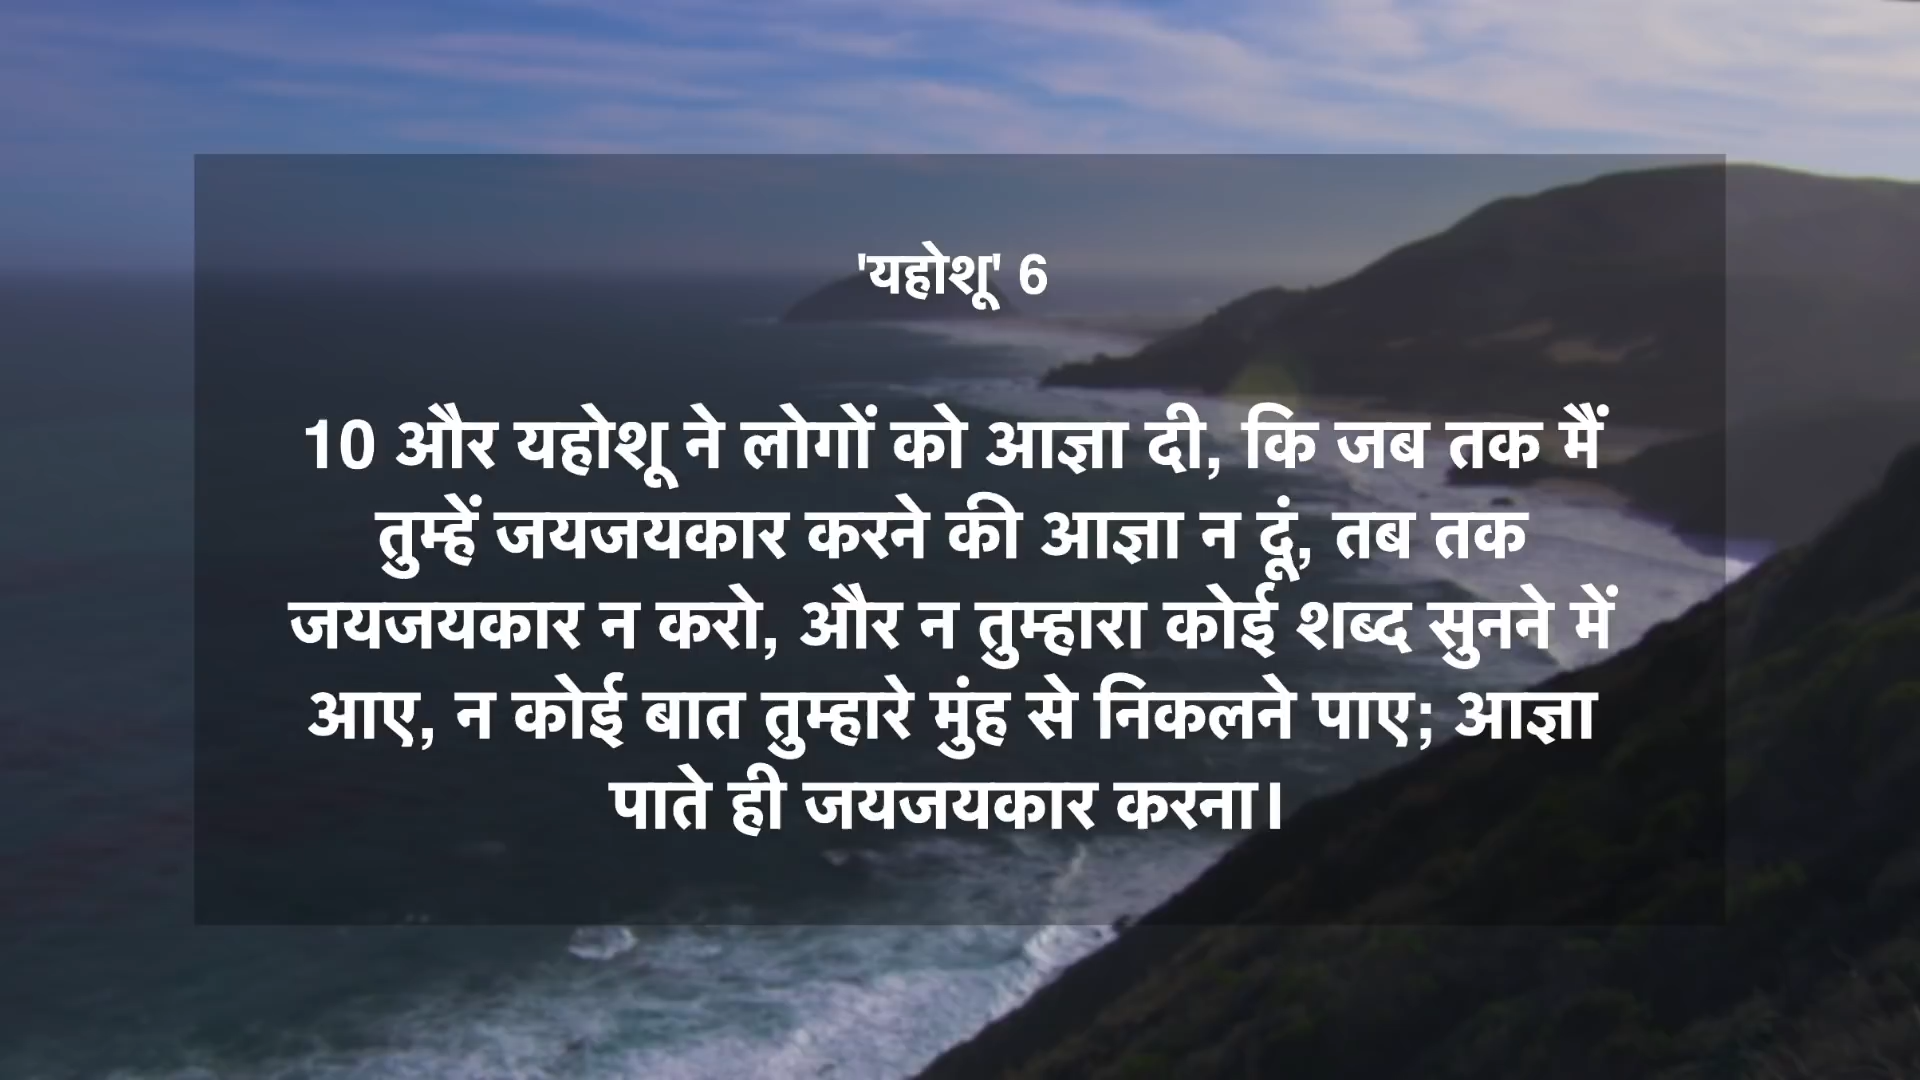 'यहोशू' 6
10 और यहोशू ने लोगों को आज्ञा दी, कि जब तक मैं
तुम्हें जयजयकार करने की आज्ञा न दूं, तब तक
जयजयकार न करो, और न तुम्हारा कोई शब्द सुनने में
आए, न कोई बात तुम्हारे मुंह से निकलने पाए; आज्ञा
पाते ही जयजयकार करना।